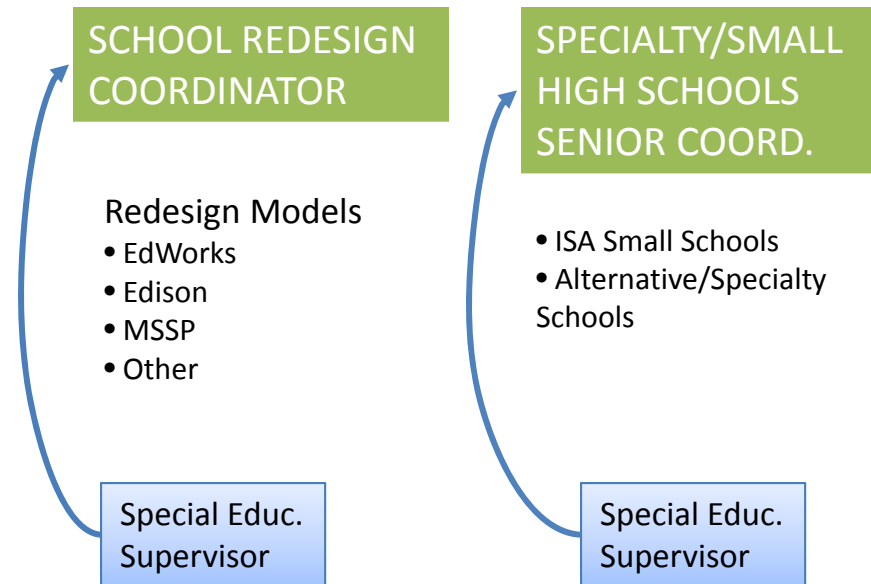 SCHOOL REDESIGN
COORDINATOR
Redesign Models
• EdWorks
• Edison
• MSSP
• Other
Special Educ.
Supervisor
SPECIALTY/SMALL
HIGH SCHOOLS
SENIOR COORD.
• ISA Small Schools
• Alternative/Specialty
Schools
Special Educ.
Supervisor